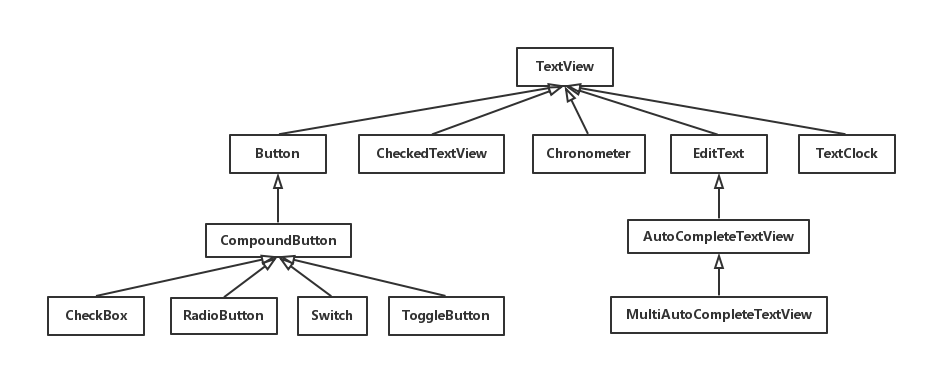 TextView
Button
CheckedTextView
Chronometer
EditText
TextClock
CompoundButton
AutoCompleteTextView
CheckBox
RadioButton
Switch
ToggleButton
MultiAutoCompleteTextView